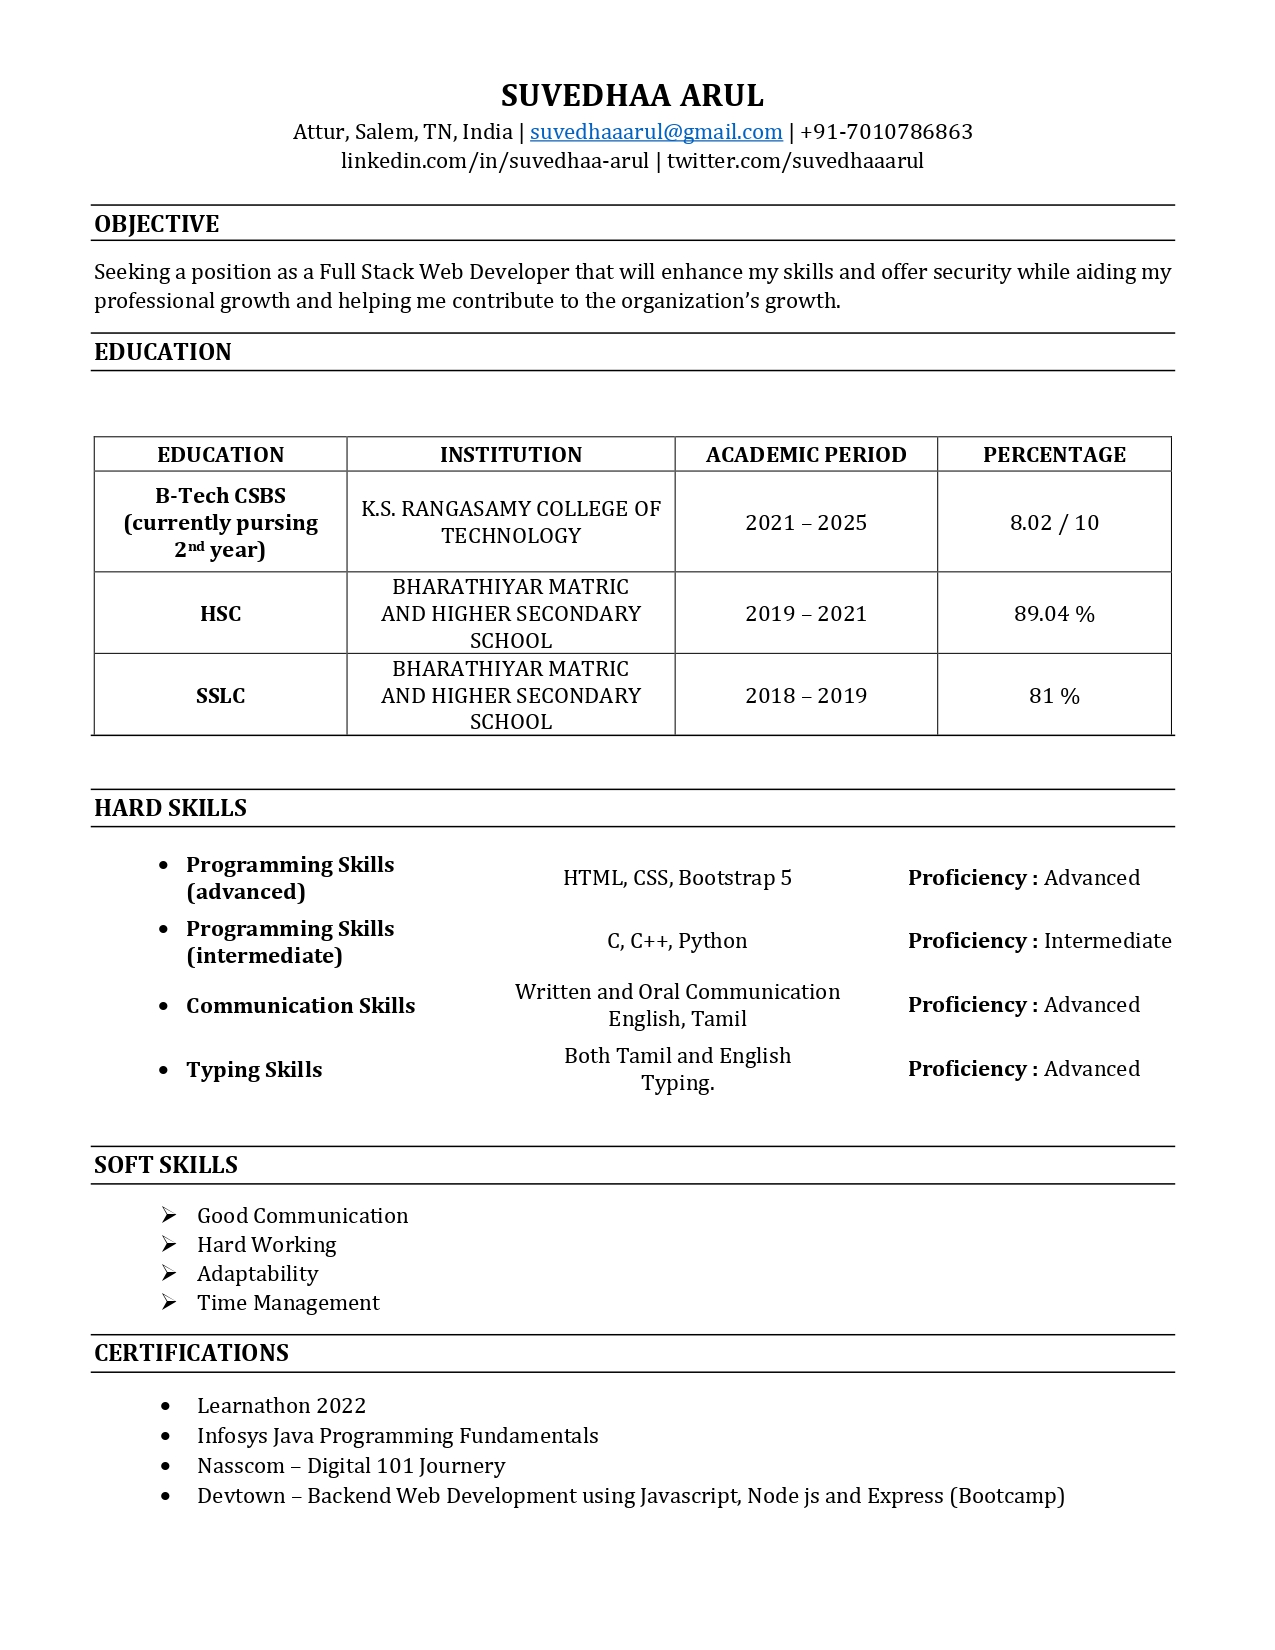 SUVEDHAA ARUL
Attur, Salem, TN, India | suvedhaaarul@gmail.com | +91-7010786863
linkedin.com/in/suvedhaa-arul | twitter.com/suvedhaaarul
OBJECTIVE
Seeking a position as a Full Stack Web Developer that will enhance my skills and offer security while aiding my
professional growth and helping me contribute to the organization’s growth.
EDUCATION
EDUCATION INSTITUTION ACADEMIC PERIOD PERCENTAGE
B-Tech CSBS
(currently pursing
2nd year)
K.S. RANGASAMY COLLEGE OF
TECHNOLOGY
2021 – 2025
8.02 / 10
HSC
BHARATHIYAR MATRIC
AND HIGHER SECONDARY
SCHOOL
2019 – 2021
89.04 %
SSLC
BHARATHIYAR MATRIC
AND HIGHER SECONDARY
SCHOOL
2018 – 2019
81 %
HARD SKILLS
• Programming Skills
(advanced)
HTML, CSS, Bootstrap 5
Proficiency : Advanced
• Programming Skills
(intermediate)
C, C++, Python
Proficiency : Intermediate
• Communication Skills
Written and Oral Communication
English, Tamil
Proficiency : Advanced
• Typing Skills
Both Tamil and English
Typing.
Proficiency : Advanced
SOFT SKILLS
➢ Good Communication
➢ Hard Working
➢ Adaptability
➢ Time Management
CERTIFICATIONS
• Learnathon 2022
• Infosys Java Programming Fundamentals
• Nasscom – Digital 101 Journery
• Devtown – Backend Web Development using Javascript, Node js and Express (Bootcamp)